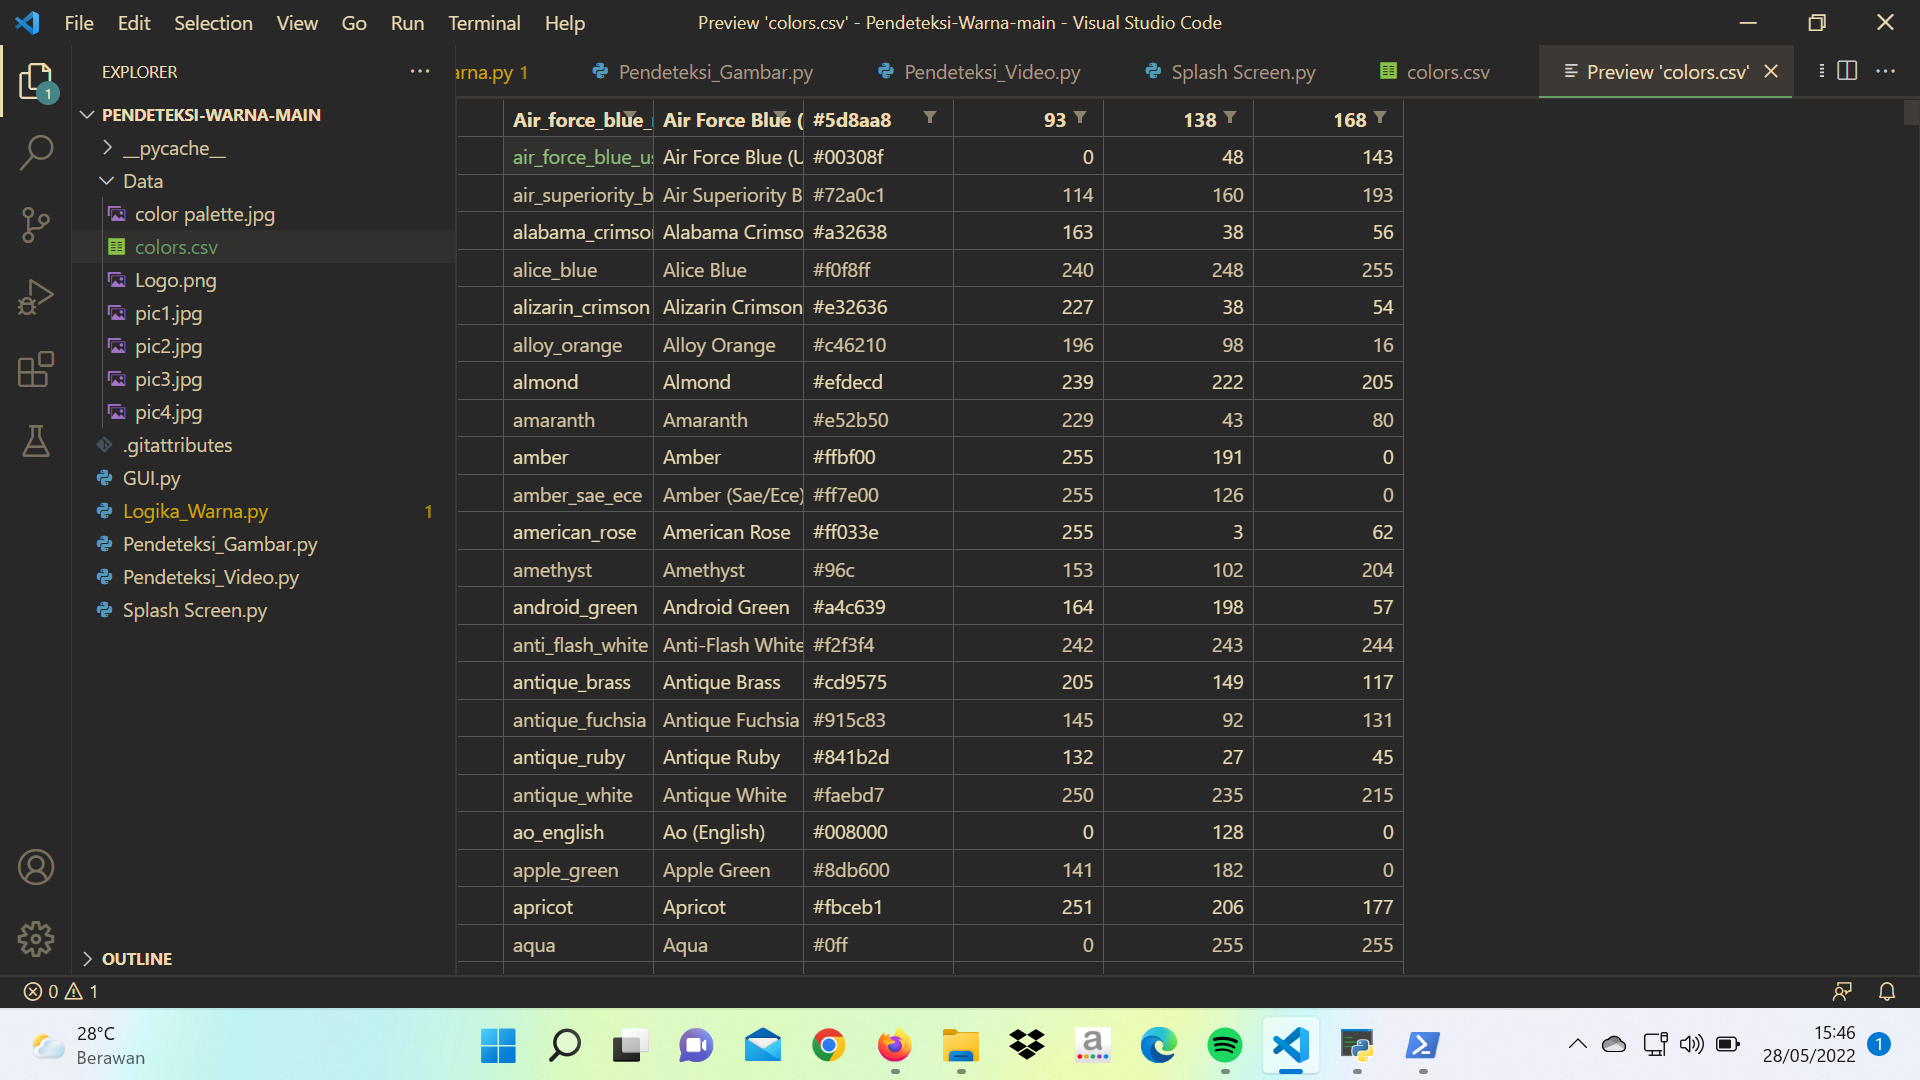 File Edit Selection View Go Run Terminal Help
Preview 'colors.csv' - Pendeteksi-Warna-main - Visual Studio Code
EXPLORER
arna.py 1
Pendeteksi_Gambar.py
Pendeteksi_Video.py
Splash Screen.py
colors.csv
Preview 'colors.csv'
1
PENDETEKSI-WARNA-MAIN
__pycache__
Data
color palette.jpg
colors.csv
Logo.png
pic1.jpg
pic2.jpg
pic3.jpg
pic4.jpg
.gitattributes
GUI.py
Logika_Warna.py 1
Pendeteksi_Gambar.py
Pendeteksi_Video.py
Splash Screen.py
OUTLINE
Air_force_blue_ Air Force Blue ( #5d8aa8 93 138 168
air_force_blue_us Air Force Blue (U #00308f 0 48 143
air_superiority_b Air Superiority B #72a0c1 114 160 193
alabama_crimson Alabama Crimso #a32638 163 38 56
alice_blue Alice Blue #f0f8ff 240 248 255
alizarin_crimson Alizarin Crimson #e32636 227 38 54
alloy_orange Alloy Orange #c46210 196 98 16
almond Almond #efdecd 239 222 205
amaranth Amaranth #e52b50 229 43 80
amber Amber #ffbf00 255 191 0
amber_sae_ece Amber (Sae/Ece) #ff7e00 255 126 0
american_rose American Rose #ff033e 255 3 62
amethyst Amethyst #96c 153 102 204
android_green Android Green #a4c639 164 198 57
anti_flash_white Anti-Flash White #f2f3f4 242 243 244
antique_brass Antique Brass #cd9575 205 149 117
antique_fuchsia Antique Fuchsia #915c83 145 92 131
antique_ruby Antique Ruby #841b2d 132 27 45
antique_white Antique White #faebd7 250 235 215
ao_english Ao (English) #008000 0 128 0
apple_green Apple Green #8db600 141 182 0
apricot Apricot #fbceb1 251 206 177
aqua Aqua #0ff 0 255 255
0 1
28°C
Berawan
a
15:46
28/05/2022
1